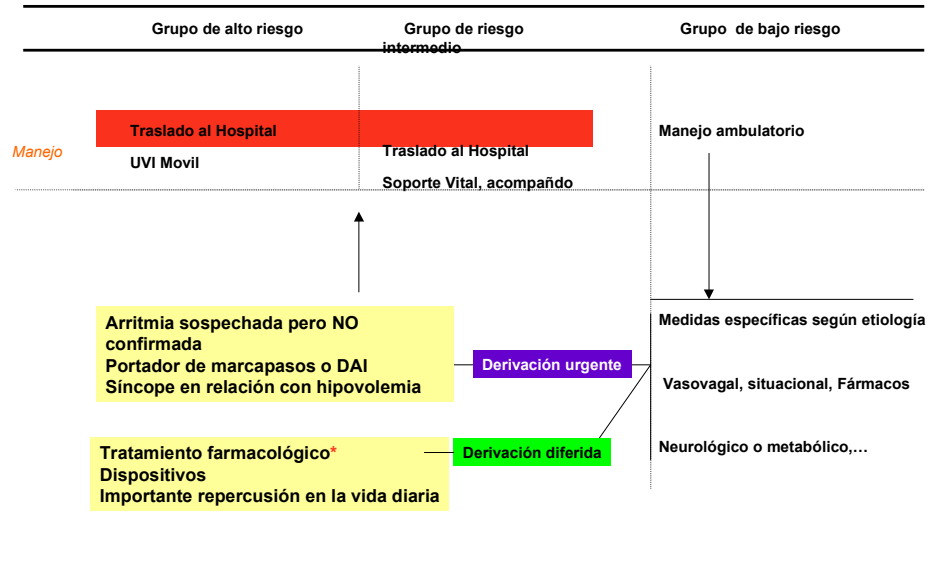 Grupo de alto riesgo
Grupo de riesgo
intermedio
Grupo de bajo riesgo
Manejo
Traslado al Hospital
UVI Movil
Traslado al Hospital
Soporte Vital, acompañdo
Manejo ambulatorio
Arritmia sospechada pero NO
confirmada
Portador de marcapasos o DAI
Síncope en relación con hipovolemia
Derivación urgente
Medidas específicas según etiología
Vasovagal, situacional, Fármacos
Neurológico o metabólico,…
Tratamiento farmacológico*
Dispositivos
Importante repercusión en la vida diaria
Derivación diferida